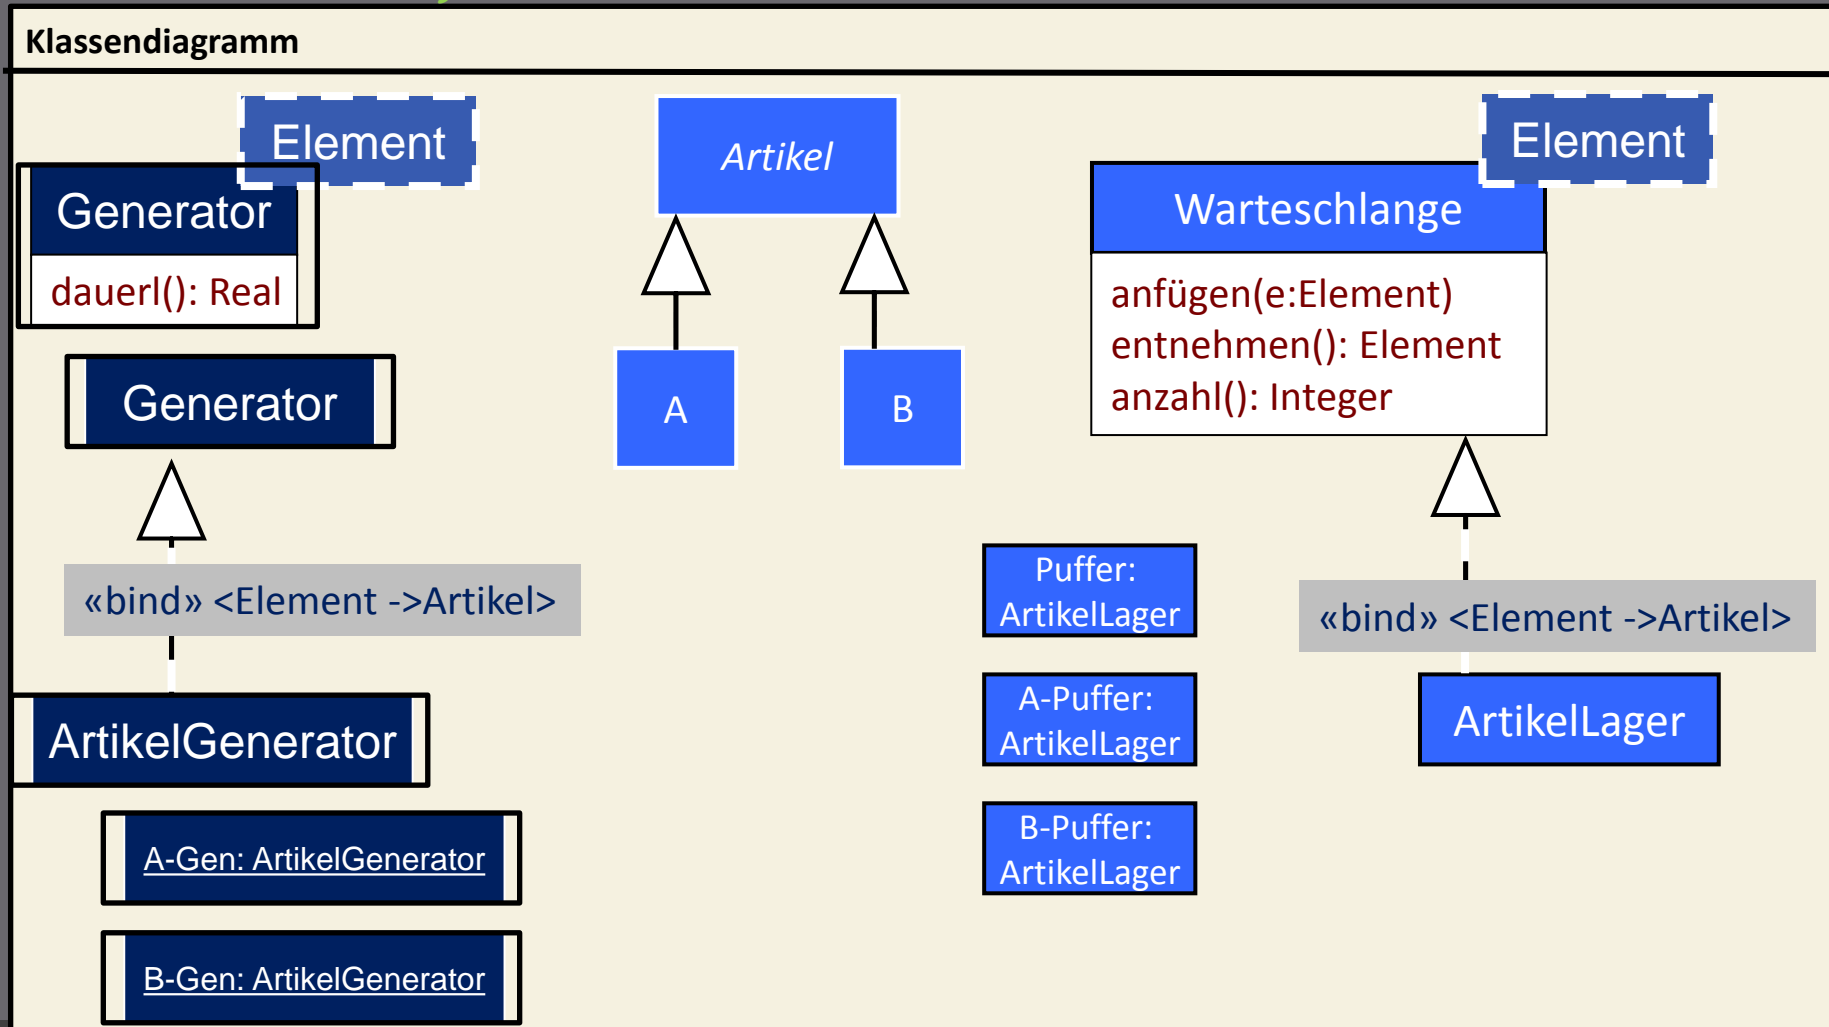 Klassendiagramm
Element
Generator
dauerl(): Real
Generator
«bind» <Element ->Artikel>
ArtikelGenerator
A-Gen: ArtikelGenerator
B-Gen: ArtikelGenerator
Artikel
A
B
Element
Warteschlange
anfügen(e:Element)
entnehmen(): Element
anzahl(): Integer
Puffer:
ArtikelLager
A-Puffer:
ArtikelLager
B-Puffer:
ArtikelLager
«bind» <Element ->Artikel>
ArtikelLager